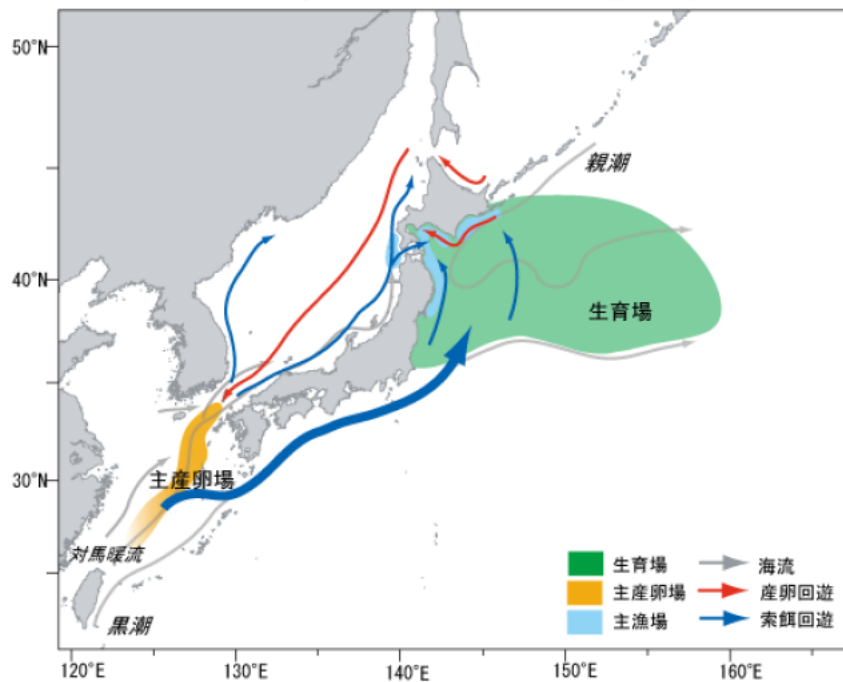 50°N
親潮
40°N
生育場
30°N
主産卵場
対馬暖流
黒潮
生育場
海流
主産卵場
産卵回遊
主漁場
索餌回遊
120°E
130°E
140°E
150°E
160°E